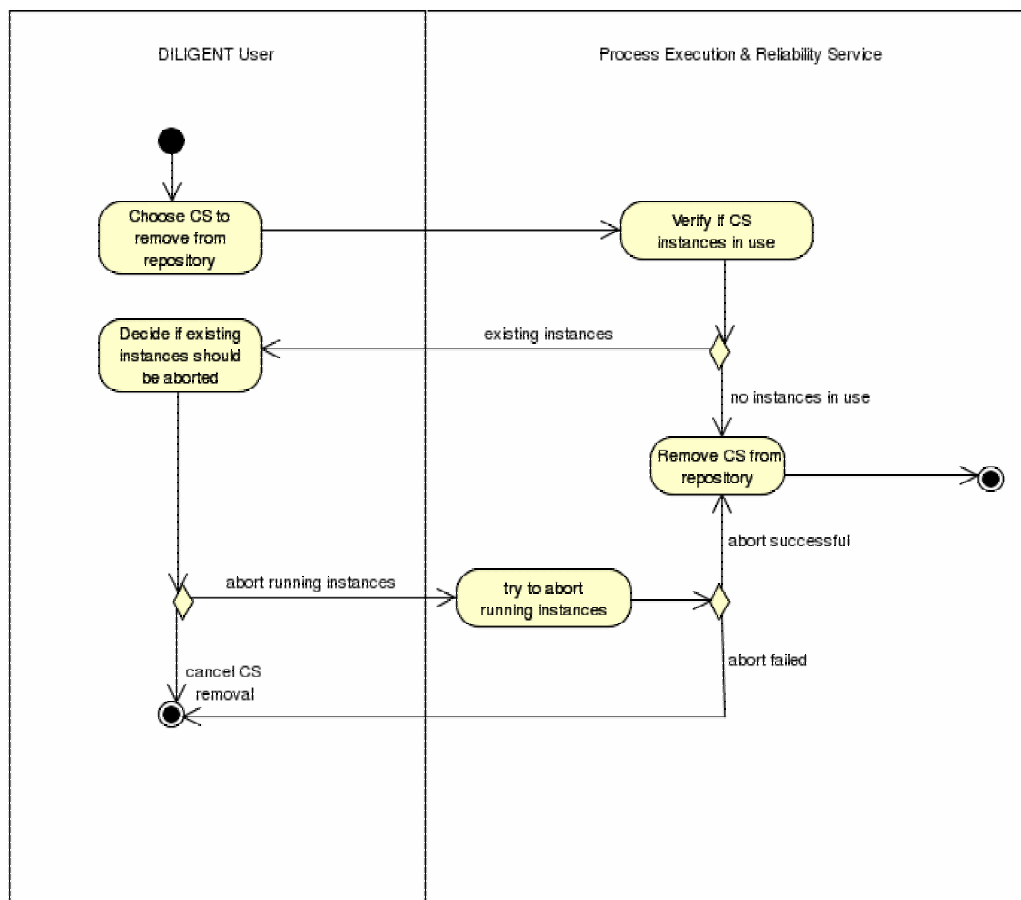 DILIGENT User
Process Execution & Reliability Service
Choose CS to
remove from
repository
Verify if CS
instances in use
Decide if existing
instances should
be aborted
existing instances
no instances in use
Remove CS from
repository
abort successful
abort running instances
try to abort
running instances
abort failed
cancel CS
removal